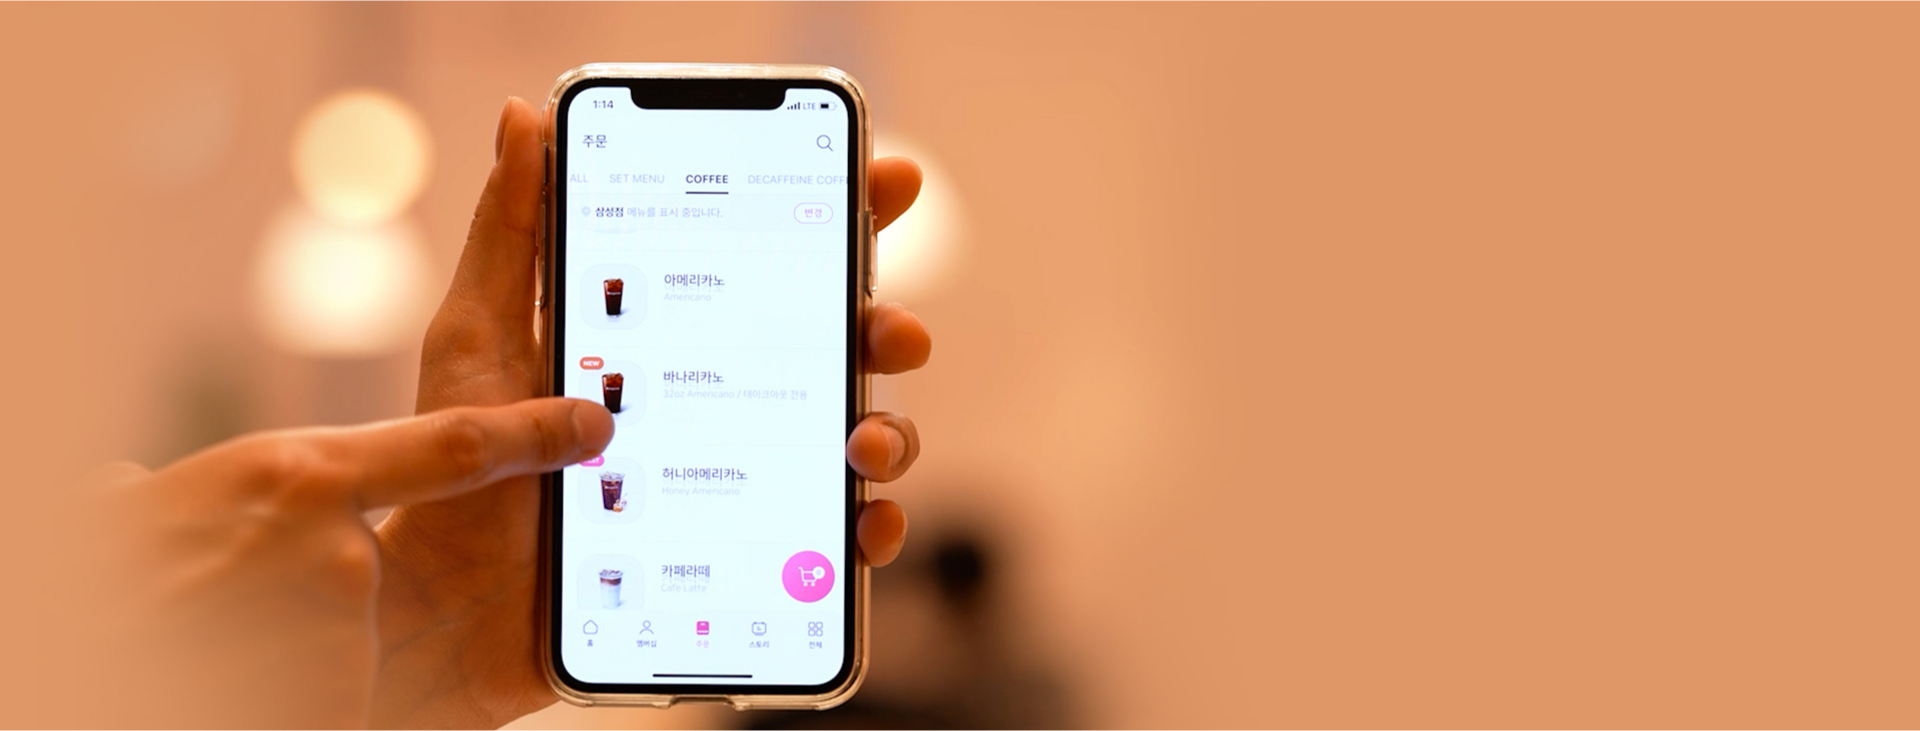 1:14
LTE
주문
ALL SET MENU COFFEE DECAFFEINE COFF
삼성점 메뉴를 표시 중입니다.
변경
아메리카노
Americano
NEW
바나리카노
32oz Americano / 테이크아웃 전용
허니아메리카노
Honey Americano
카페라떼
Cafe Latte
홈
멤버십
주문
스토리
전체